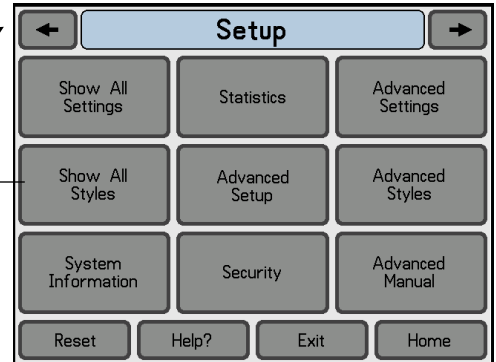 Setup
Show All
Settings
Statistics
Advanced
Settings
Show All
Styles
Advanced
Setup
Advanced
Styles
System
Information
Security
Advanced
Manual
Reset
Help?
Exit
Home